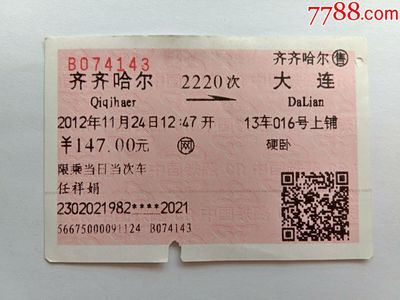 7788.com
B074143
齐齐哈尔 售
齐齐哈尔 2220次 大连
Qiqihaer DaLian
2012年11月24日12:47开 13车016号上铺
¥147.00元 网 硬卧
限乘当日当次车
任祥娟
2302021982****2021
56675000091124 B074143